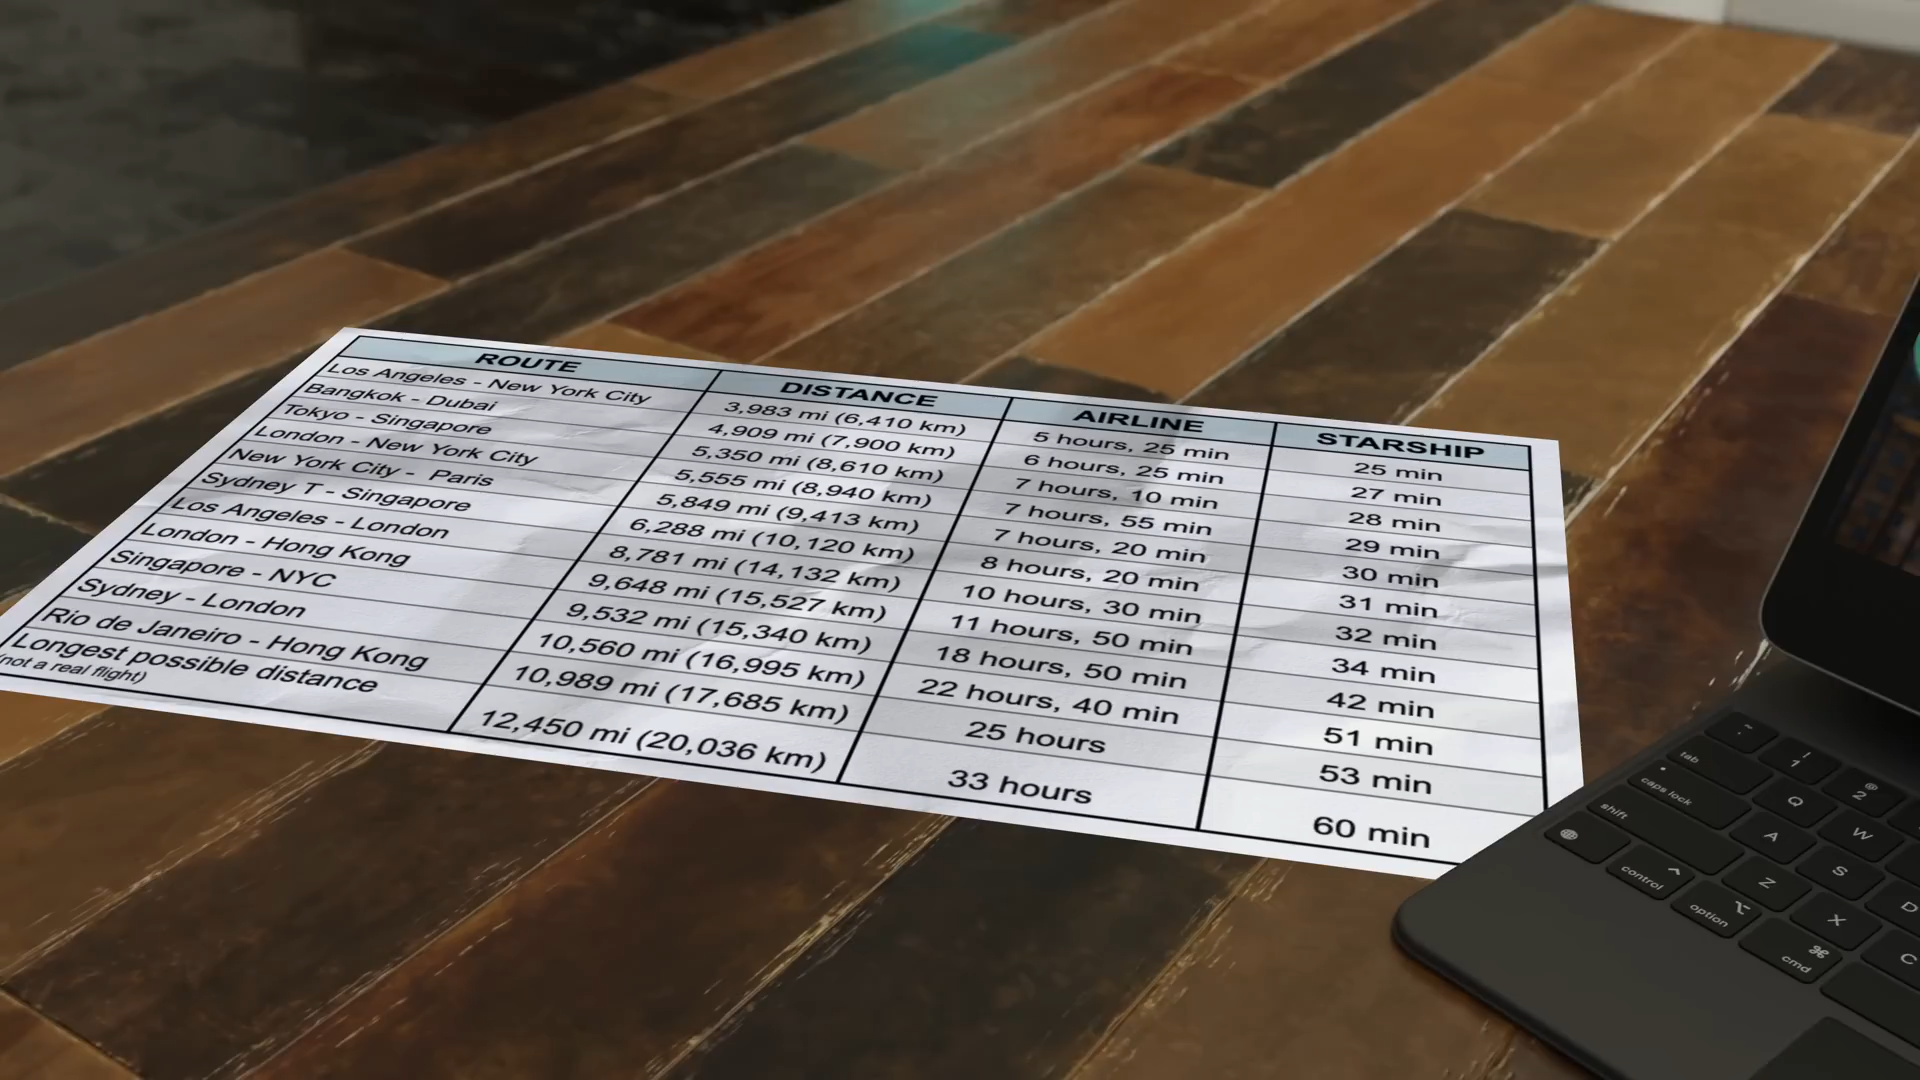 ROUTE DISTANCE AIRLINE STARSHIP
Los Angeles - New York City 3,983 mi (6,410 km) 5 hours, 25 min 25 min
Bangkok - Dubai 4,909 mi (7,900 km) 6 hours, 25 min 27 min
Tokyo - Singapore 5,350 mi (8,610 km) 7 hours, 10 min 28 min
London - New York City 5,555 mi (8,940 km) 7 hours, 55 min 29 min
New York City - Paris 5,849 mi (9,413 km) 7 hours, 20 min 30 min
Sydney T - Singapore 6,288 mi (10,120 km) 8 hours, 20 min 31 min
Los Angeles - London 8,781 mi (14,132 km) 10 hours, 30 min 32 min
London - Hong Kong 9,648 mi (15,527 km) 11 hours, 50 min 34 min
Singapore - NYC 9,532 mi (15,340 km) 18 hours, 50 min 42 min
Sydney - London 10,560 mi (16,995 km) 22 hours, 40 min 51 min
Rio de Janeiro - Hong Kong 10,989 mi (17,685 km) 25 hours 53 min
Longest possible distance 12,450 mi (20,036 km) 33 hours 60 min
(not a real flight)
~
! 1 @ 2
tab Q W
caps lock A S D
shift Z X C
control option cmd